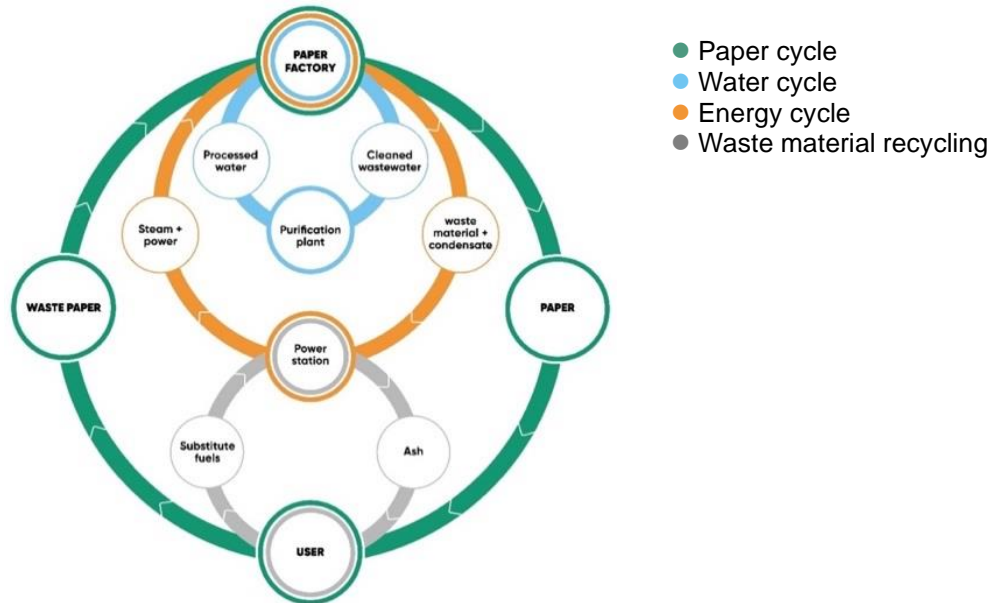 PAPER
FACTORY
Paper cycle
Water cycle
Energy cycle
Waste material recycling
Processed
water
Cleaned
wastewater
Steam +
power
Purification
plant
waste
material +
condensate
WASTE PAPER
PAPER
Power
station
Substitute
fuels
Ash
USER